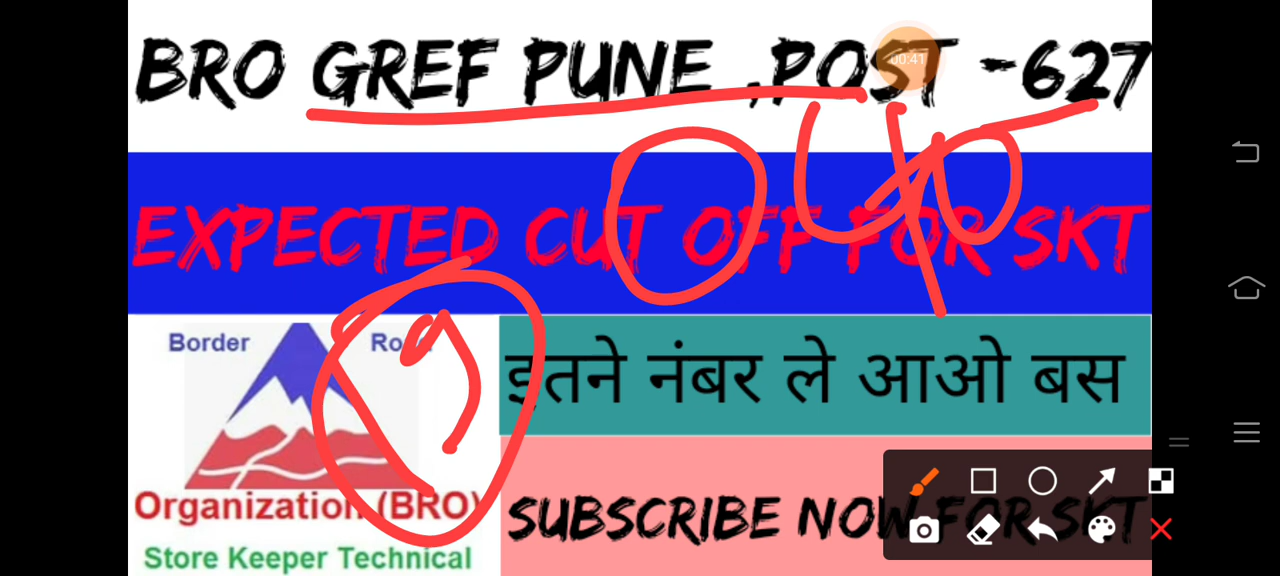 BRO GREF PUNE ,POST -627
00:41
EXPECTED CUT OFF FOR SKT
Border
इतने नंबर ले आओ बस
Organization (BRO)
SUBSCRIBE NOW FOR SKT
Store Keeper Technical